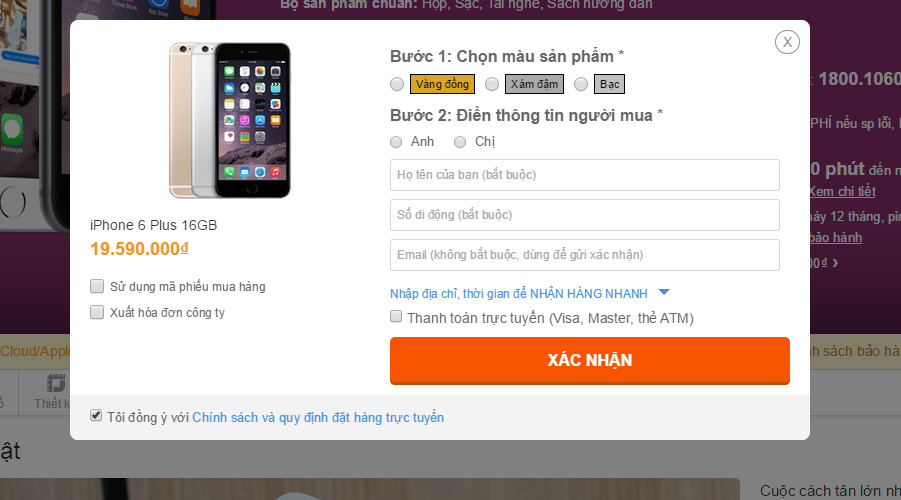 Bộ sản phẩm chuẩn: Hộp, Sạc, Tai nghe, Sách hướng dẫn
X
Bước 1: Chọn màu sản phẩm *
Vàng đồng Xám đậm Bạc
Bước 2: Điền thông tin người mua *
Anh Chị
Họ tên của bạn (bắt buộc)
Số di động (bắt buộc)
Email (không bắt buộc, dùng để gửi xác nhận)
Nhập địa chỉ, thời gian để NHẬN HÀNG NHANH
Thanh toán trực tuyến (Visa, Master, thẻ ATM)
XÁC NHẬN
iPhone 6 Plus 16GB
19.590.000₫
Sử dụng mã phiếu mua hàng
Xuất hóa đơn công ty
Tôi đồng ý với Chính sách và quy định đặt hàng trực tuyến
: 1800.1060
PHÍ nếu sp lỗi,
0 phút đến n
Xem chi tiết
máy 12 tháng, pin
bảo hành
00₫ ›
Cloud/Apple
nh sách bảo hà
Thiết k
ật
Cuộc cách tân lớn nh